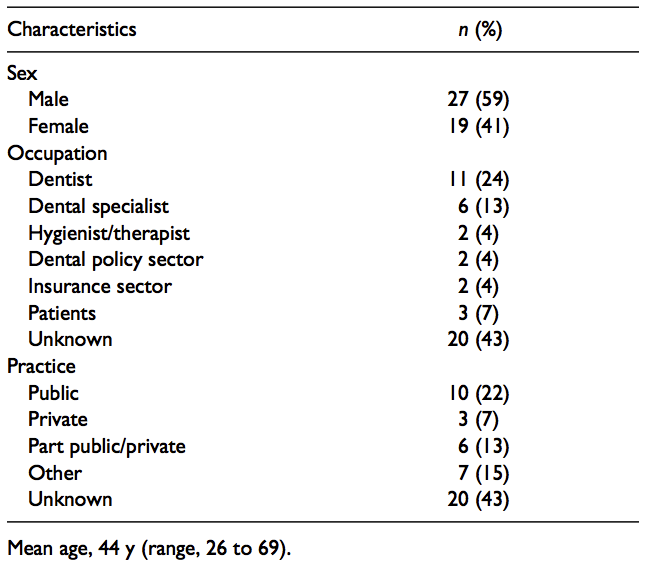 Characteristics n (%)
Sex
Male 27 (59)
Female 19 (41)
Occupation
Dentist 11 (24)
Dental specialist 6 (13)
Hygienist/therapist 2 (4)
Dental policy sector 2 (4)
Insurance sector 2 (4)
Patients 3 (7)
Unknown 20 (43)
Practice
Public 10 (22)
Private 3 (7)
Part public/private 6 (13)
Other 7 (15)
Unknown 20 (43)
Mean age, 44 y (range, 26 to 69).